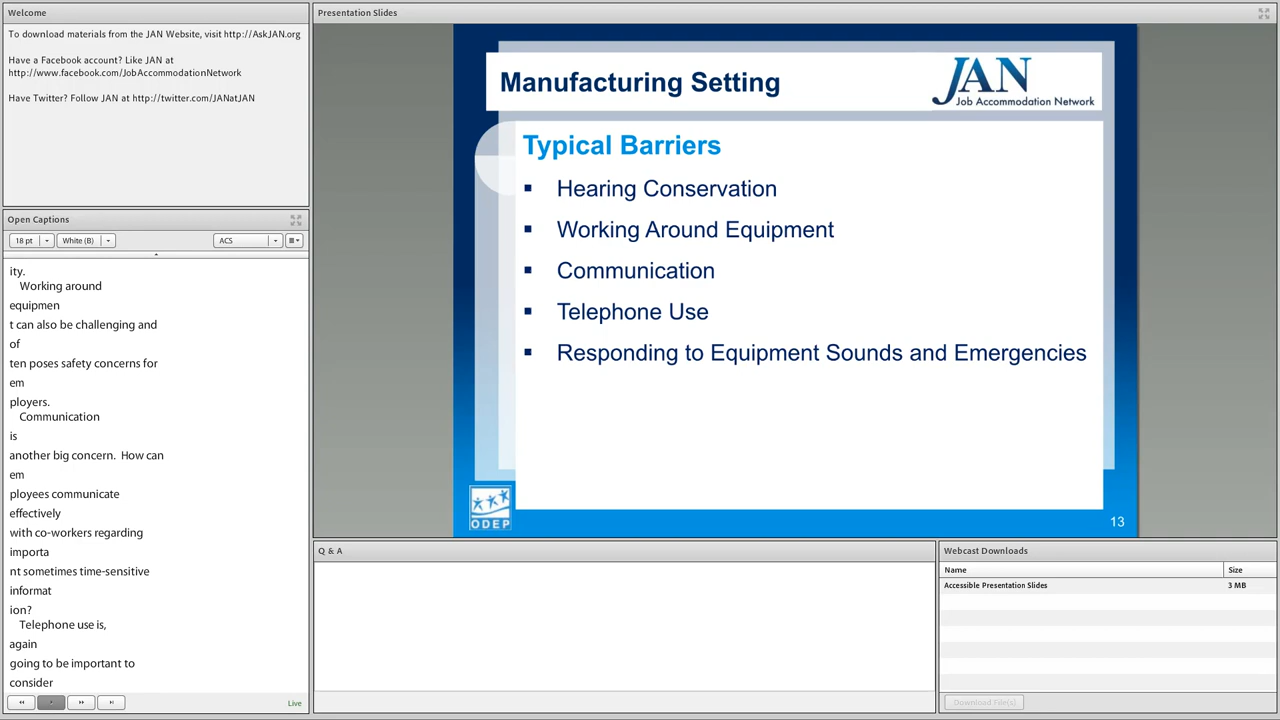 Welcome
To download materials from the JAN Website, visit http://AskJAN.org
Have a Facebook account? Like JAN at
http://www.facebook.com/JobAccommodationNetwork
Have Twitter? Follow JAN at http://twitter.com/JANatJAN
Open Captions
18 pt
White (B)
ACS
ity.
Working around
equipmen
t can also be challenging and
of
ten poses safety concerns for
em
ployers.
Communication
is
another big concern. How can
em
ployees communicate
effectively
with co-workers regarding
importa
nt sometimes time-sensitive
informat
ion?
Telephone use is,
again
going to be important to
consider
Live
Presentation Slides
Manufacturing Setting
JAN
Job Accommodation Network
Typical Barriers
▪ Hearing Conservation
▪ Working Around Equipment
▪ Communication
▪ Telephone Use
▪ Responding to Equipment Sounds and Emergencies
ODEP
13
Q & A
Webcast Downloads
Name Size
Accessible Presentation Slides 3 MB
Download File(s)